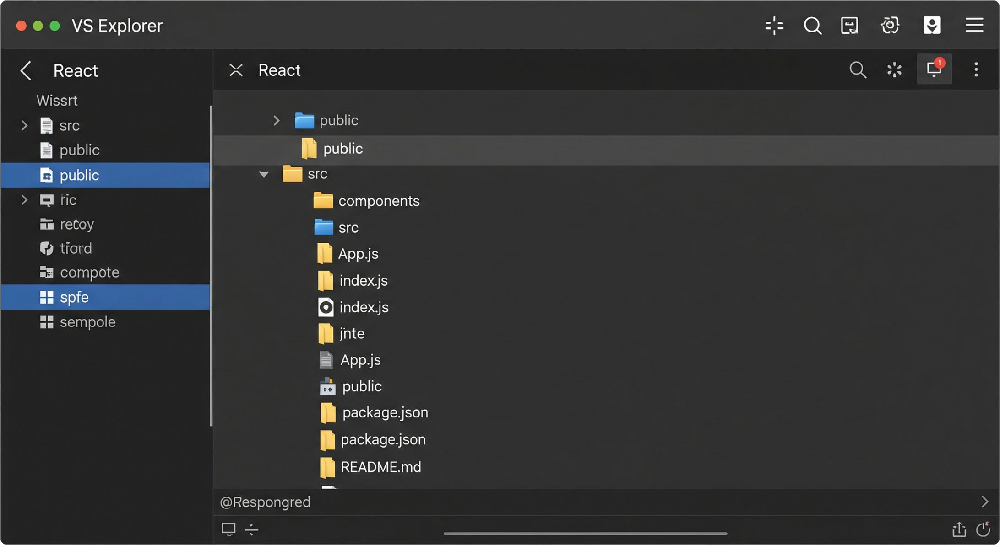 VS Explorer
React
Wissrt
src
public
public
ric
retoy
compote
spfe
sempole
React
public
public
src
components
src
App.js
index.js
index.js
jnte
App.js
public
package.json
package.json
README.md
@Respongred